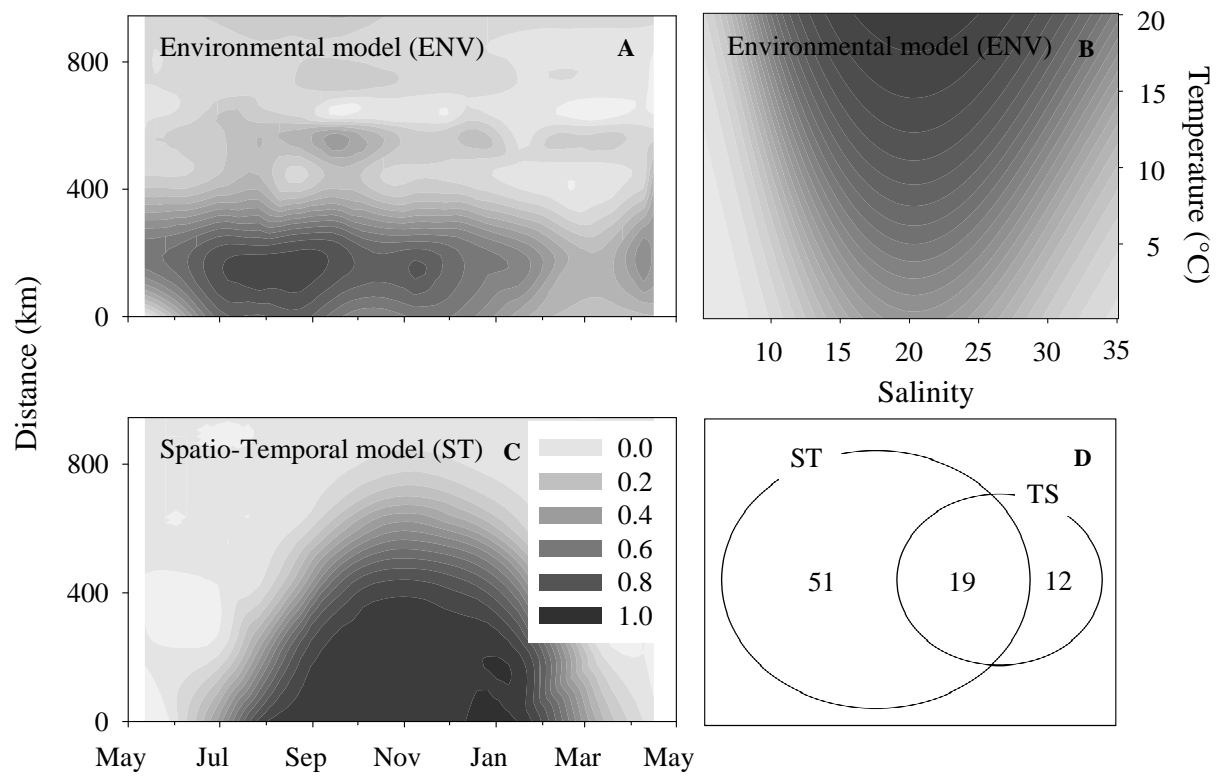 Environmental model (ENV) A
800
400
0
Environmental model (ENV) B
20
15
10
5
Temperature (°C)
10 15 20 25 30 35
Salinity
Distance (km)
Spatio-Temporal model (ST) C
800
400
0
0.0
0.2
0.4
0.6
0.8
1.0
May Jul Sep Nov Jan Mar May
D
ST
TS
51 19 12